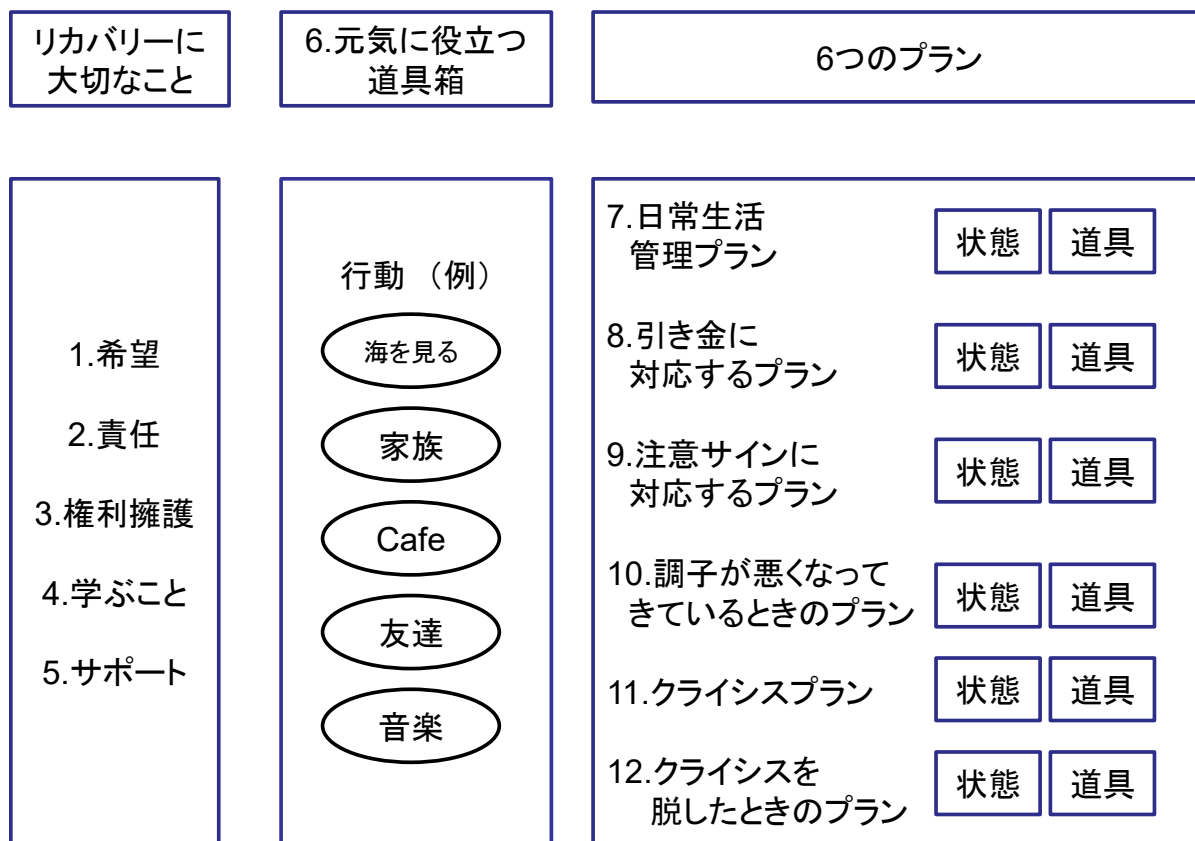 リカバリーに
大切なこと
6.元気に役立つ
道具箱
6つのプラン
1.希望
2.責任
3.権利擁護
4.学ぶこと
5.サポート
行動 （例）
海を見る
家族
Cafe
友達
音楽
7.日常生活
管理プラン
状態 道具
8.引き金に
対応するプラン
状態 道具
9.注意サインに
対応するプラン
状態 道具
10.調子が悪くなって
きているときのプラン
状態 道具
11.クライシスプラン
状態 道具
12.クライシスを
脱したときのプラン
状態 道具